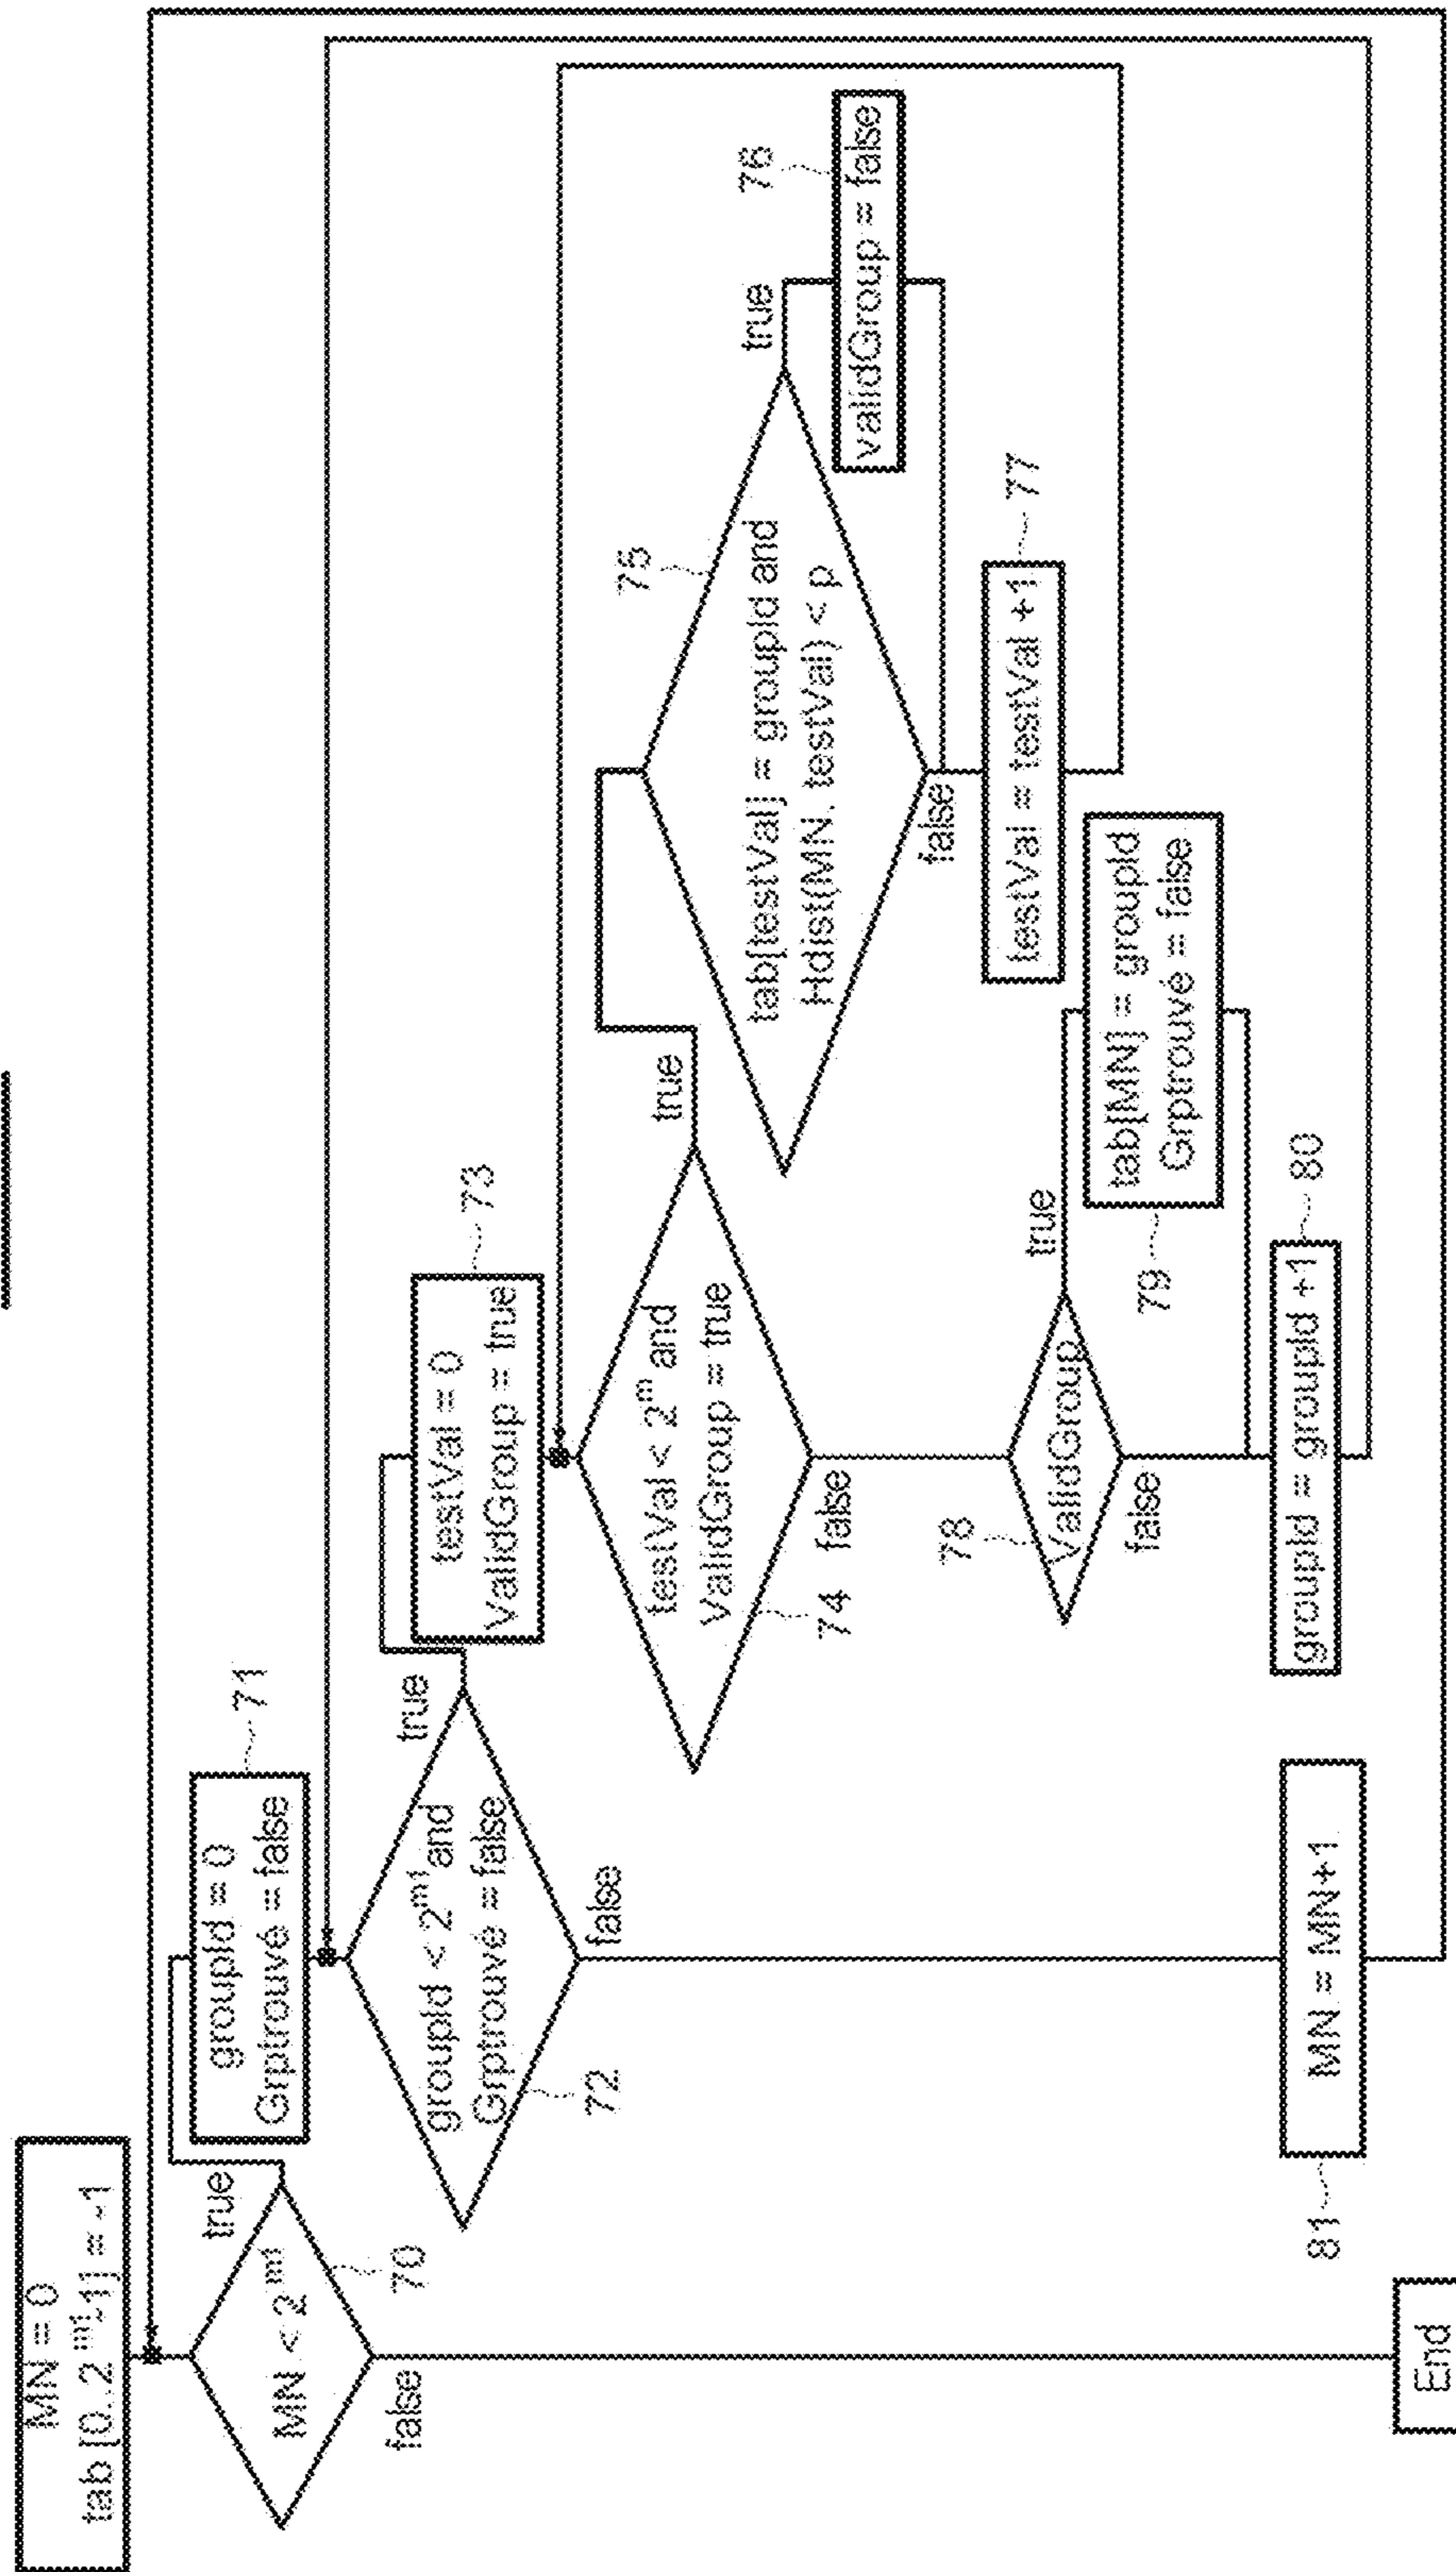 MN = 0
tab [0..2^m1-1] = -1
MN < 2^m1
70
true
false
groupId = 0
Grptrouvé = false
71
groupId < 2^m1 and
Grptrouvé = false
72
true
false
testVal = 0
ValidGroup = true
73
testVal < 2^m and
ValidGroup = true
74
true
false
tab[testVal] = groupId and
Hdist(MN, testVal) < p
75
true
false
validGroup = false
76
testVal = testVal +1
77
ValidGroup
78
true
false
tab[MN] = groupId
Grptrouvé = false
79
groupId = groupId +1
80
MN = MN+1
81
End